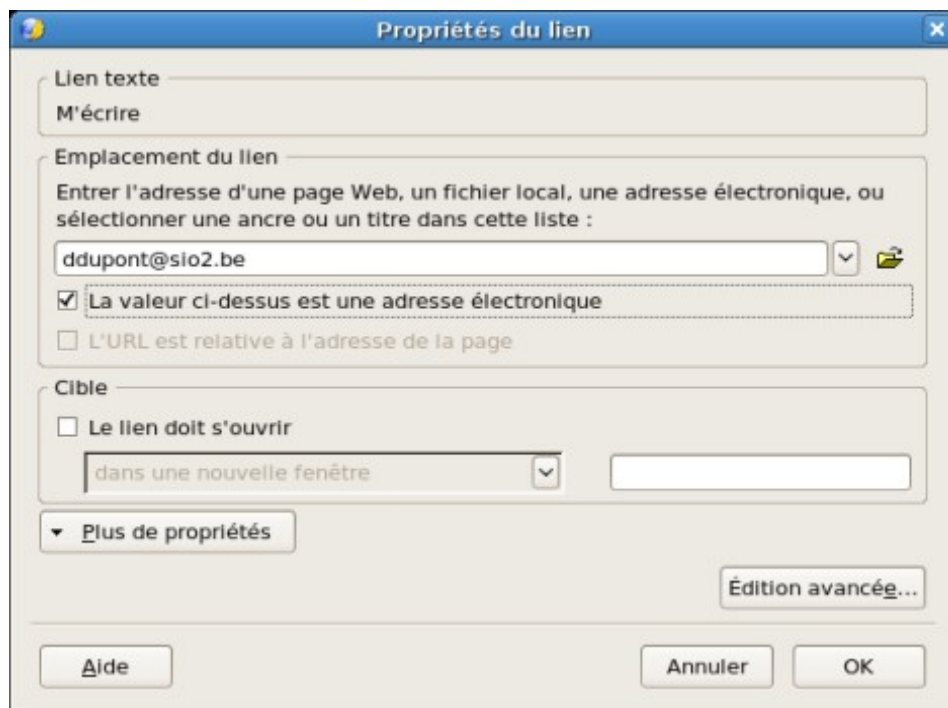 Propriétés du lien
Lien texte
M'écrire
Emplacement du lien
Entrer l'adresse d'une page Web, un fichier local, une adresse électronique, ou
sélectionner une ancre ou un titre dans cette liste :
ddupont@sio2.be
La valeur ci-dessus est une adresse électronique
L'URL est relative à l'adresse de la page
Cible
Le lien doit s'ouvrir
dans une nouvelle fenêtre
Plus de propriétés
Édition avancée...
Aide
Annuler
OK